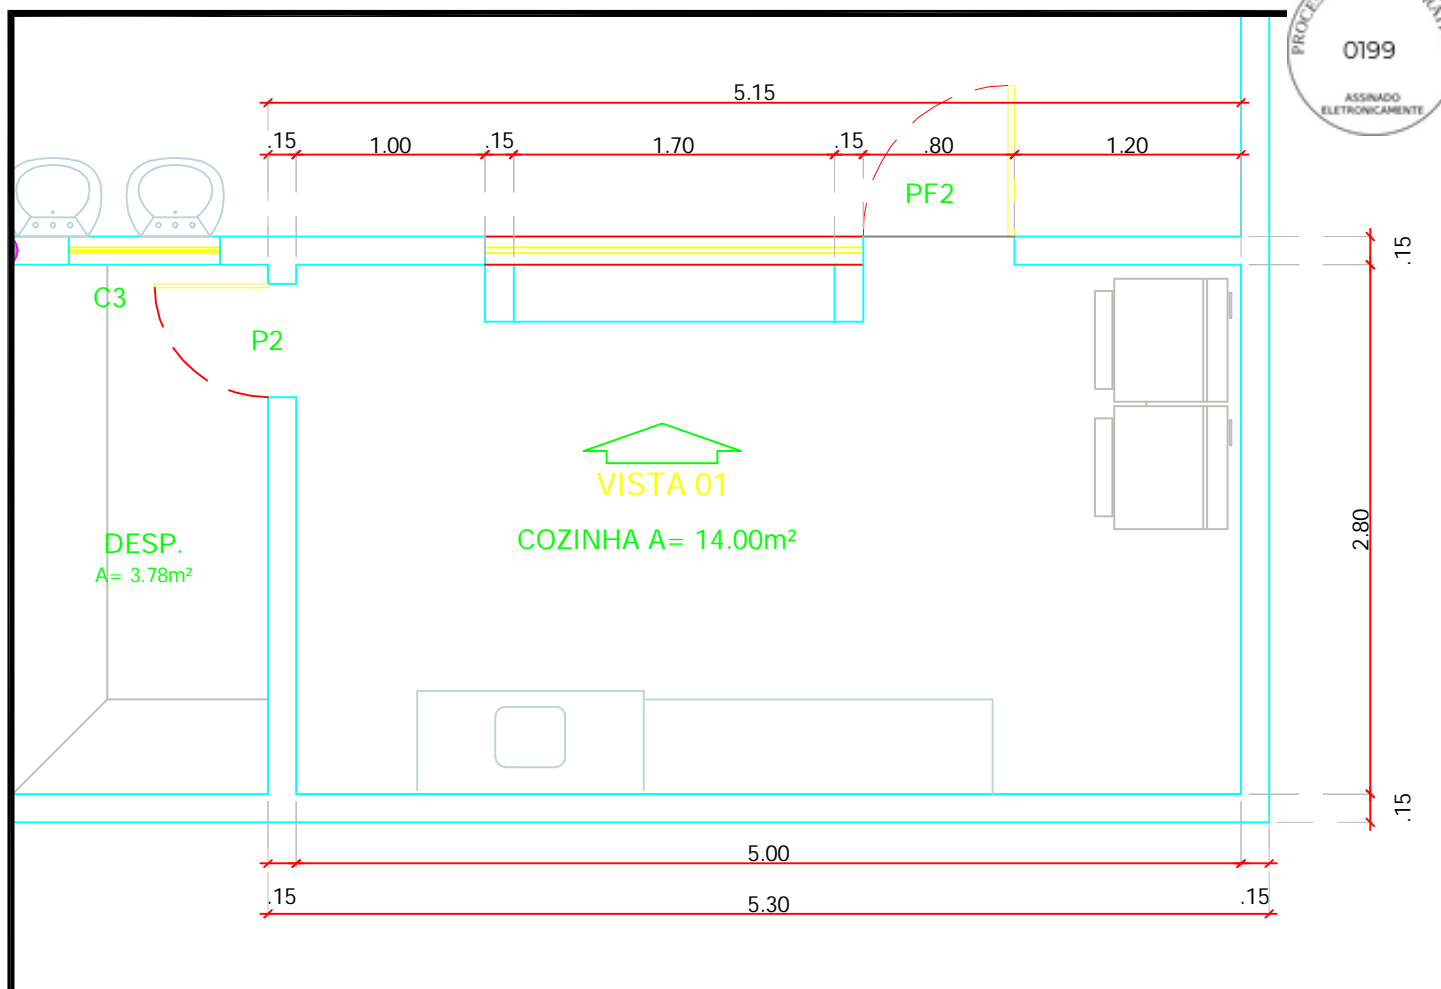 0199
ASSINADO
ELETRONICAMENTE
5.15
.15
1.00
.15
1.70
.15
.80
1.20
PF2
.15
C3
P2
VISTA 01
COZINHA A= 14.00m²
2.80
DESP.
A= 3.78m²
.15
5.00
.15
5.30
.15